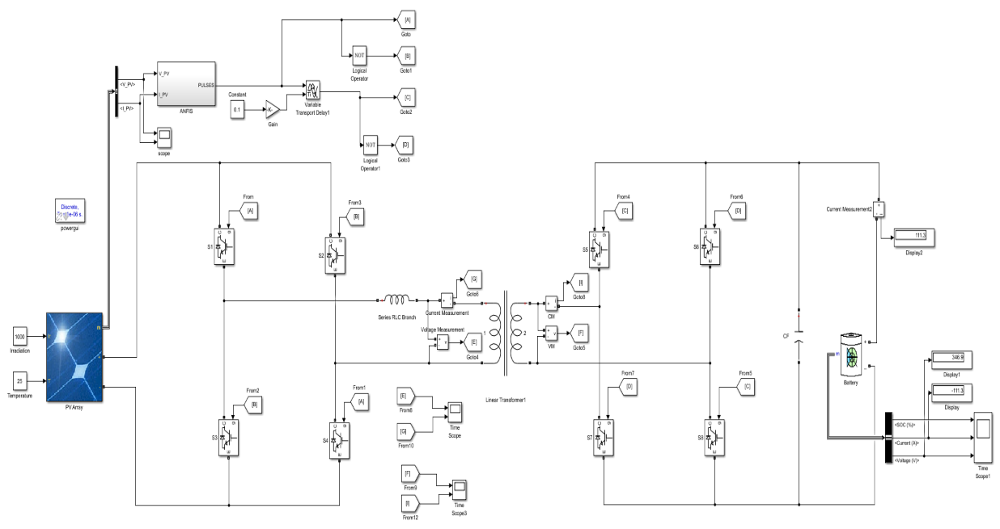 [A]
Goto
NOT
[B]
Logical
Operator
Goto1
V_PV
I_PV
PULSES
ANFIS
<V_PV>
<I_PV>
scope
Constant
0.1
K-
Gain
Variable
Transport Delay1
[C]
Goto2
NOT
[D]
Logical
Operator1
Goto3
Discrete,
powergui
From
[A]
From3
[B]
S1
S2
From4
[C]
From6
[D]
S5
S6
Current Measurement2
111.3
Display2
Series RLC Branch
[G]
Goto6
Current Measurement
Voltage Measurement
[E]
Goto4
1
2
[I]
Goto8
CM
[F]
VM
Goto5
Linear Transformer1
1000
Irradiation
25
Temperature
m
PV Array
From2
[B]
From1
[A]
S3
S4
[E]
From8
[G]
From10
Time
Scope
[F]
From9
[I]
From12
Time
Scope3
From7
[D]
From5
[C]
S7
S8
CF
m
Battery
346.9
Display1
-111.3
Display
<SOC (%)>
<Current (A)>
<Voltage (V)>
Time
Scope1